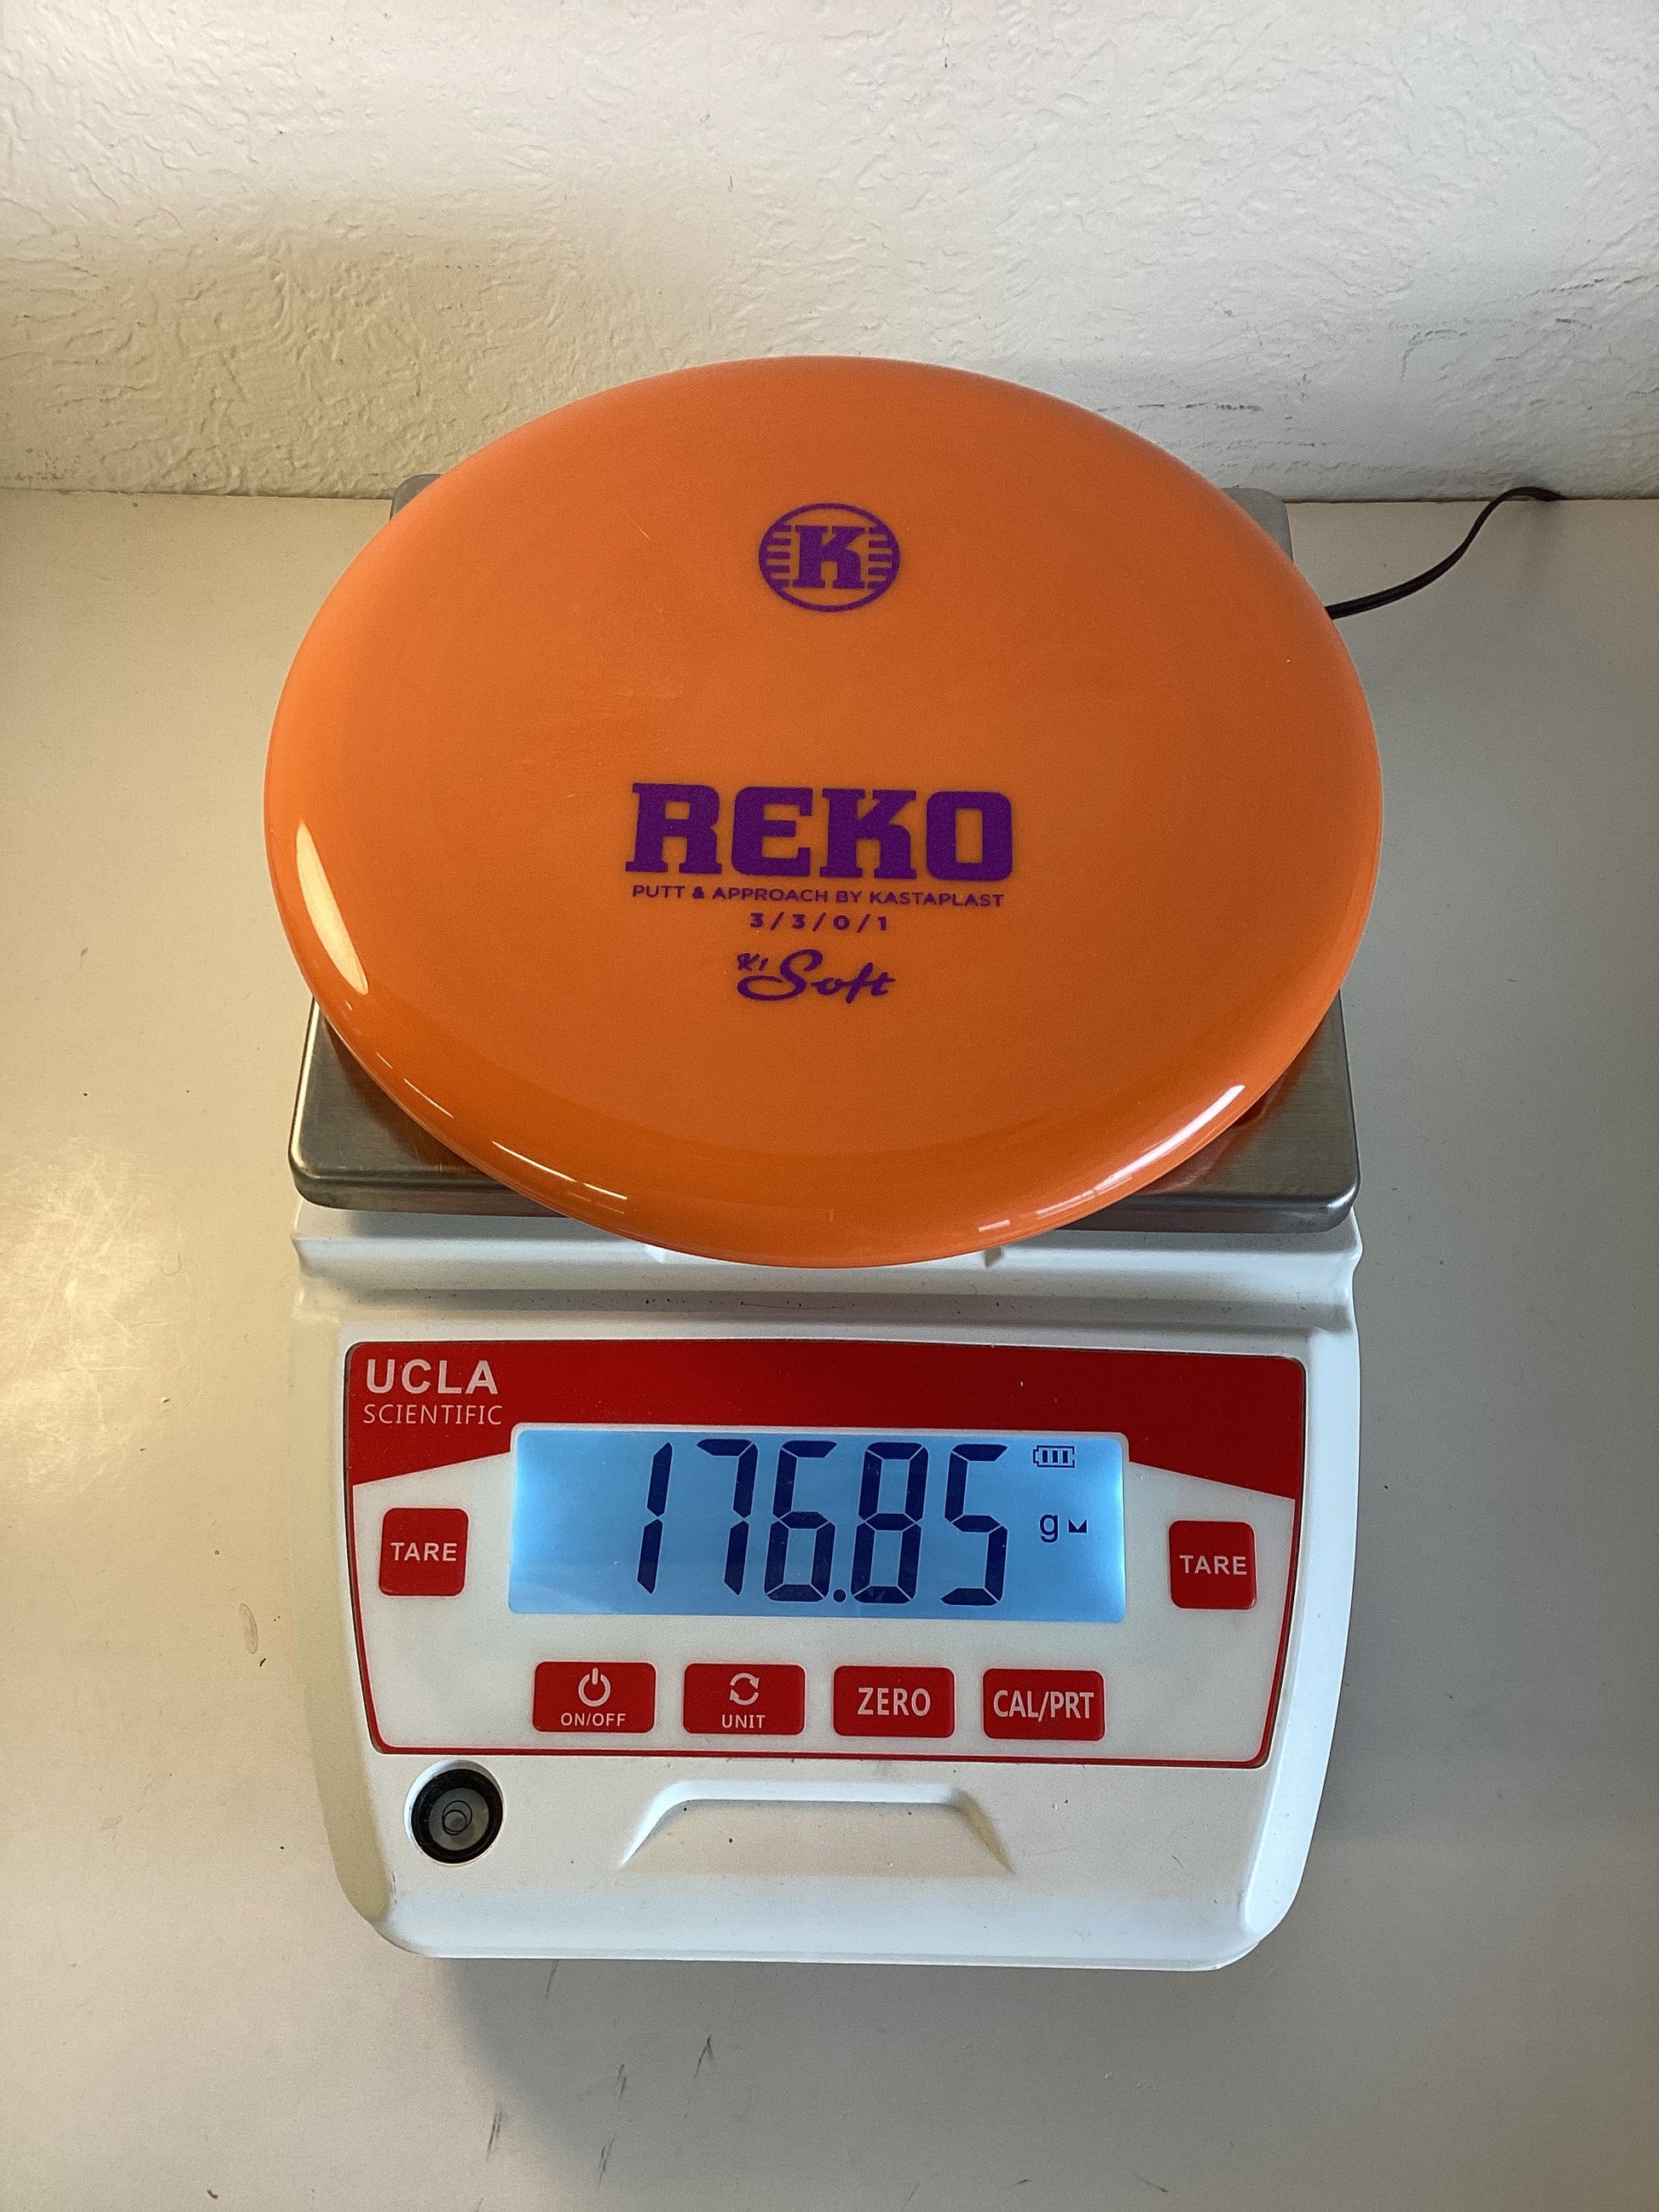 K
REKO
PUTT & APPROACH BY KASTAPLAST
3/3/0/1
K1 Soft
UCLA
SCIENTIFIC
176.85 g
TARE
TARE
ON/OFF
UNIT
ZERO
CAL/PRT